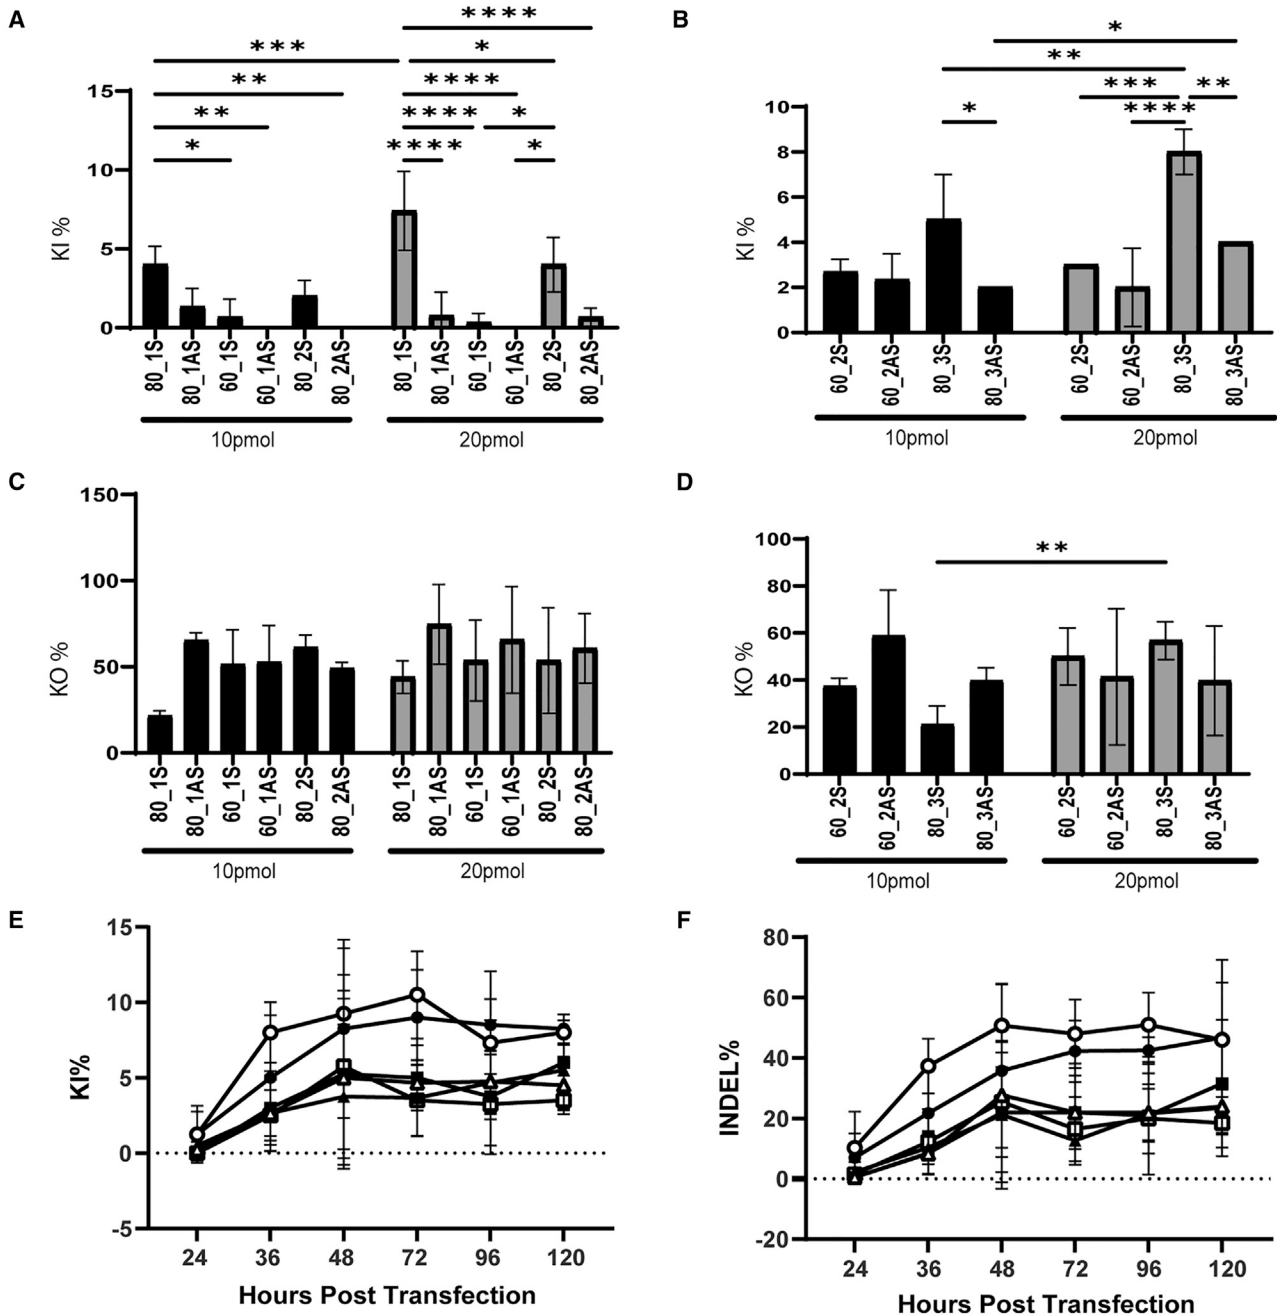 A
****
*** *
** ****
** **** *
* **** *
15
10
5
0
KI %
80_1S
80_1AS
60_1S
60_1AS
80_2S
80_2AS
80_1S
80_1AS
60_1S
60_1AS
80_2S
80_2AS
10pmol
20pmol
B
*
**
*** **
* ****
10
8
6
4
2
0
KI %
60_2S
60_2AS
80_3S
80_3AS
60_2S
60_2AS
80_3S
80_3AS
10pmol
20pmol
C
150
100
50
0
KO %
80_1S
80_1AS
60_1S
60_1AS
80_2S
80_2AS
80_1S
80_1AS
60_1S
60_1AS
80_2S
80_2AS
10pmol
20pmol
D
**
100
80
60
40
20
0
KO %
60_2S
60_2AS
80_3S
80_3AS
60_2S
60_2AS
80_3S
80_3AS
10pmol
20pmol
E
15
10
5
0
-5
KI%
24 36 48 72 96 120
Hours Post Transfection
F
80
60
40
20
0
-20
INDEL%
24 36 48 72 96 120
Hours Post Transfection